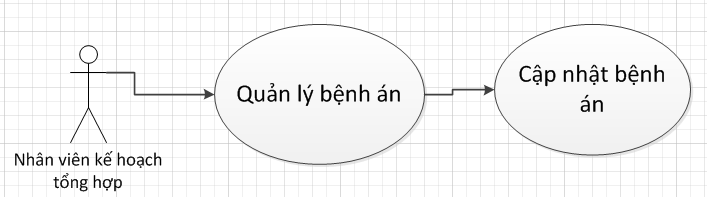 Quản lý bệnh án
Cập nhật bệnh
án
Nhân viên kế hoạch
tổng hợp